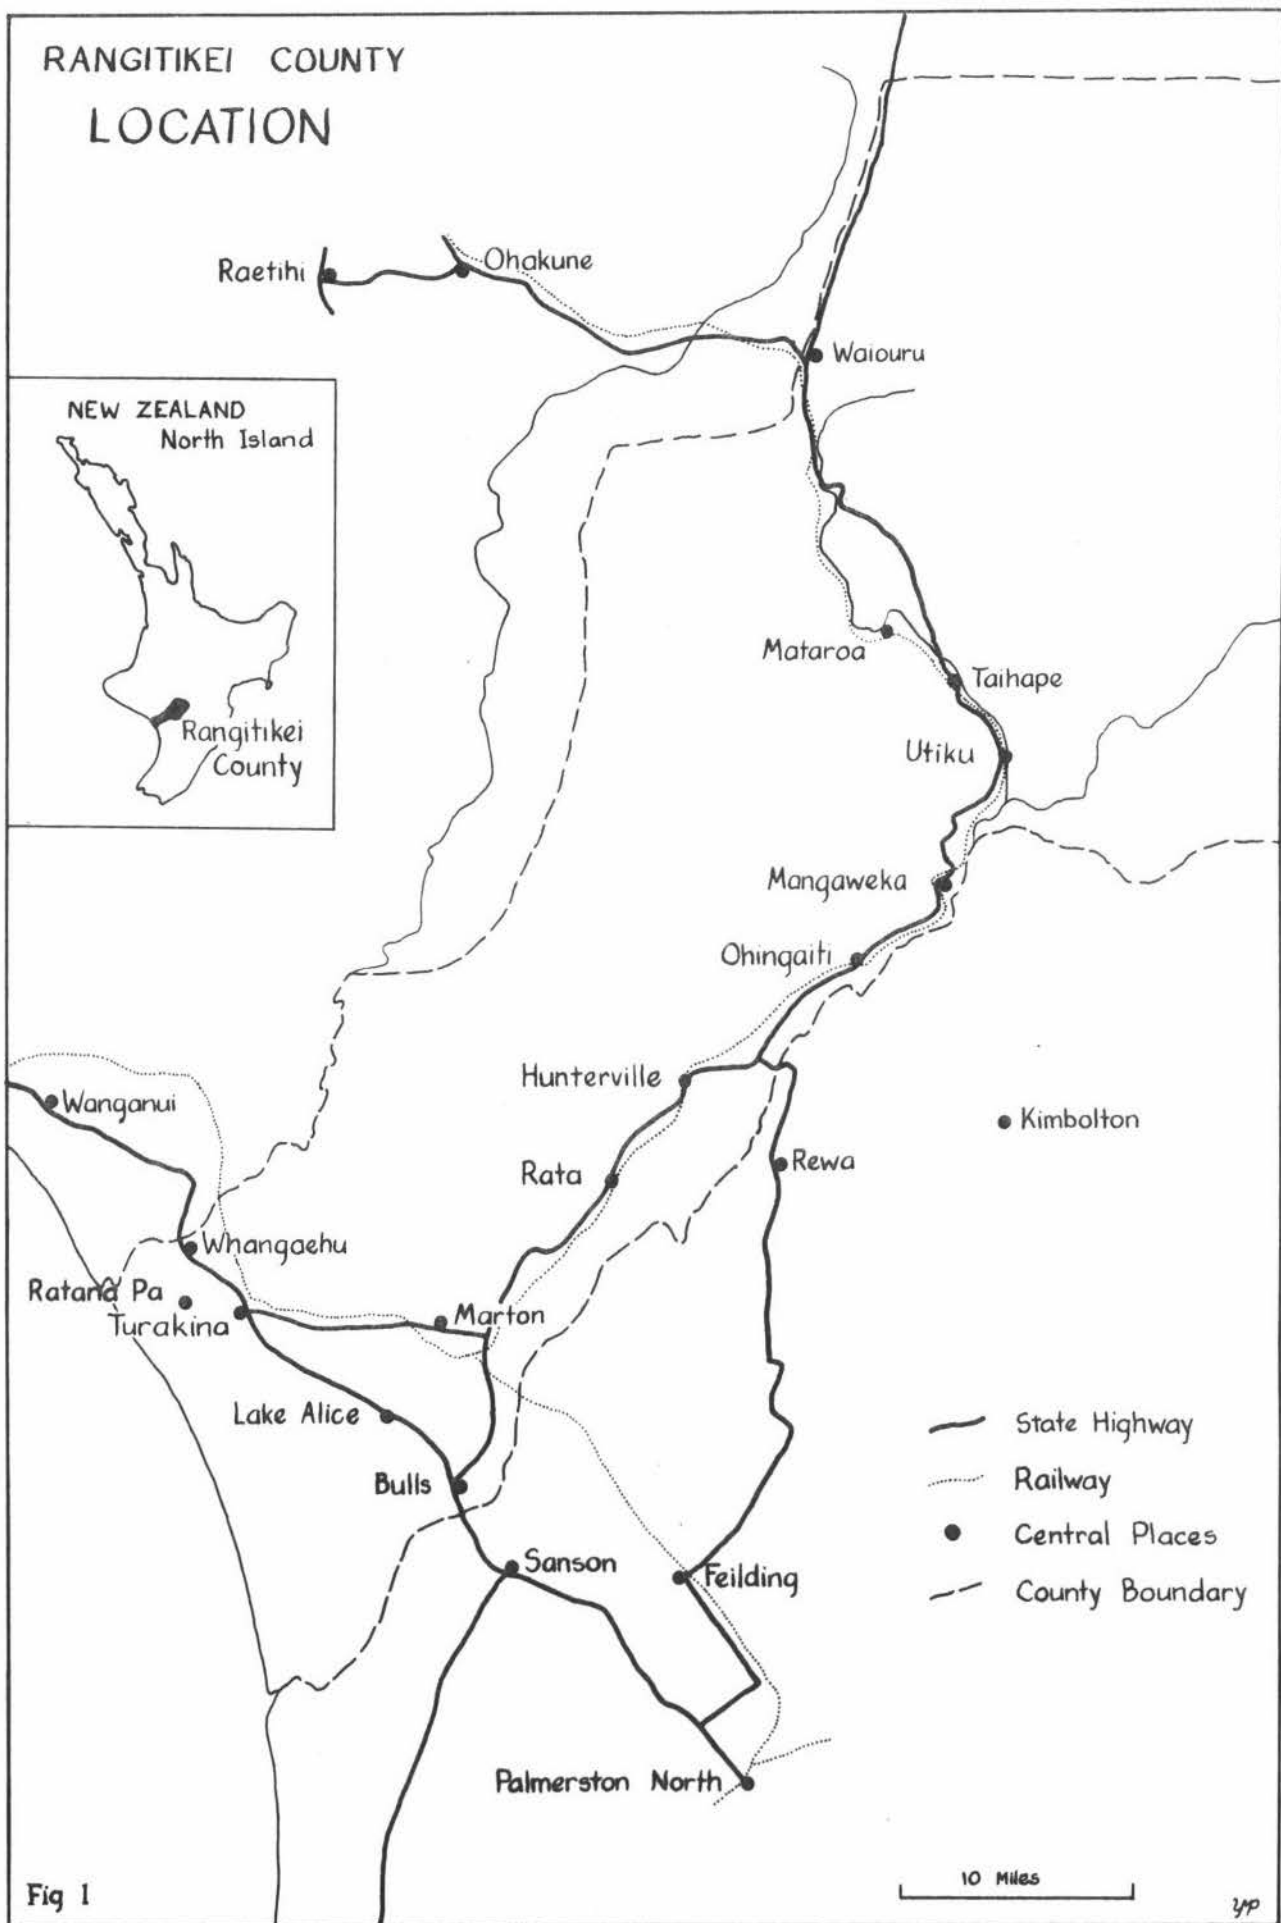 RANGITIKEI COUNTY
LOCATION
Raetihi
Ohakune
Waiouru
NEW ZEALAND
North Island
Rangitikei
County
Mataroa
Taihape
Utiku
Mangaweka
Ohingaiti
Hunterville
Wanganui
Kimbolton
Rata
Rewa
Whangaehu
Ratana Pa
Turakina
Marton
Lake Alice
Bulls
Sanson
Feilding
Palmerston North
State Highway
Railway
Central Places
County Boundary
10 Miles
Fig 1